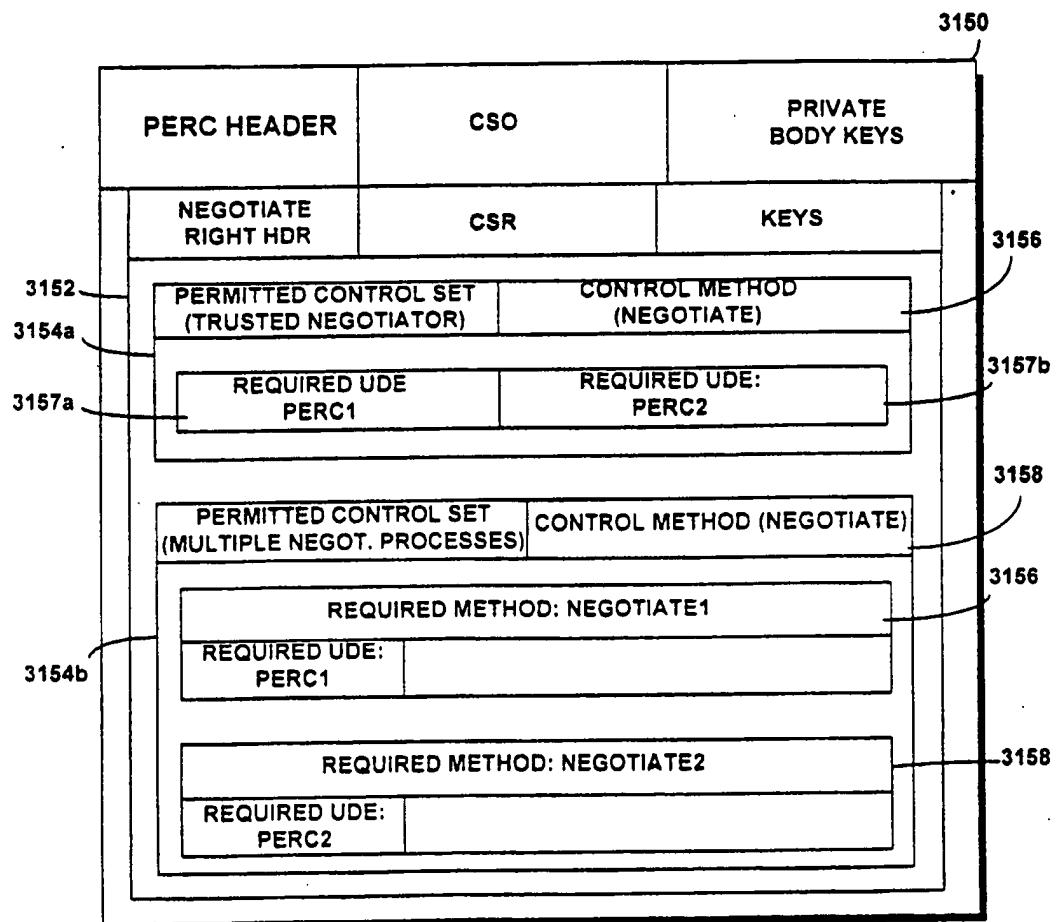 3150
PERC HEADER
CSO
PRIVATE
BODY KEYS
NEGOTIATE
RIGHT HDR
CSR
KEYS
3156
3152
PERMITTED CONTROL SET
(TRUSTED NEGOTIATOR)
CONTROL METHOD
(NEGOTIATE)
3154a
REQUIRED UDE
PERC1
REQUIRED UDE:
PERC2
3157b
3157a
3158
PERMITTED CONTROL SET
(MULTIPLE NEGOT. PROCESSES)
CONTROL METHOD (NEGOTIATE)
3156
REQUIRED METHOD: NEGOTIATE1
REQUIRED UDE:
PERC1
3154b
REQUIRED METHOD: NEGOTIATE2
3158
REQUIRED UDE:
PERC2